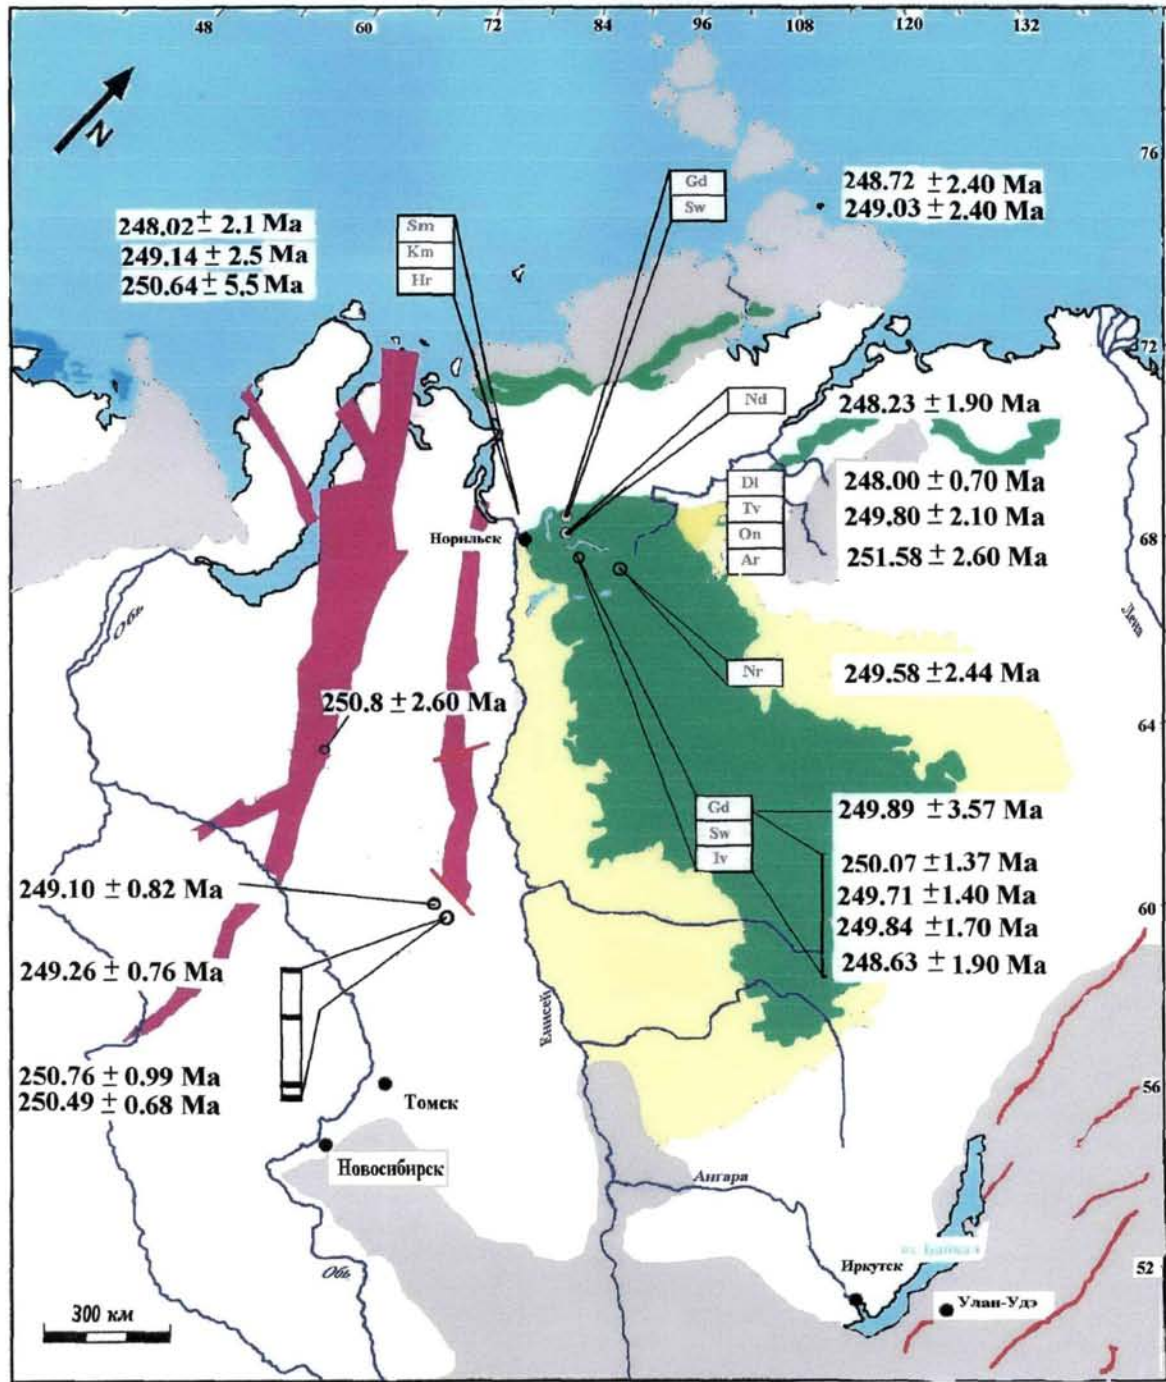 48 60 72 84 96 108 120 132
N
76
Gd
Sw
248.72 ± 2.40 Ma
249.03 ± 2.40 Ma
248.02 ± 2.1 Ma
249.14 ± 2.5 Ma
250.64 ± 5,5 Ma
Sm
Km
Hr
72
Nd
248.23 ± 1.90 Ma
Dl
Tv
On
Ar
248.00 ± 0.70 Ma
249.80 ± 2.10 Ma
251.58 ± 2.60 Ma
68
Норильск
Обь
Лена
Nr
249.58 ± 2.44 Ma
250.8 ± 2.60 Ma
64
Gd
Sw
Iv
249.89 ± 3.57 Ma
250.07 ± 1.37 Ma
249.71 ± 1.40 Ma
249.84 ± 1.70 Ma
248.63 ± 1.90 Ma
249.10 ± 0.82 Ma
60
249.26 ± 0.76 Ma
Енисей
250.76 ± 0.99 Ma
250.49 ± 0.68 Ma
Томск
56
Новосибирск
Ангара
оз. Байкал
Обь
Иркутск
52
300 км
Улан-Удэ